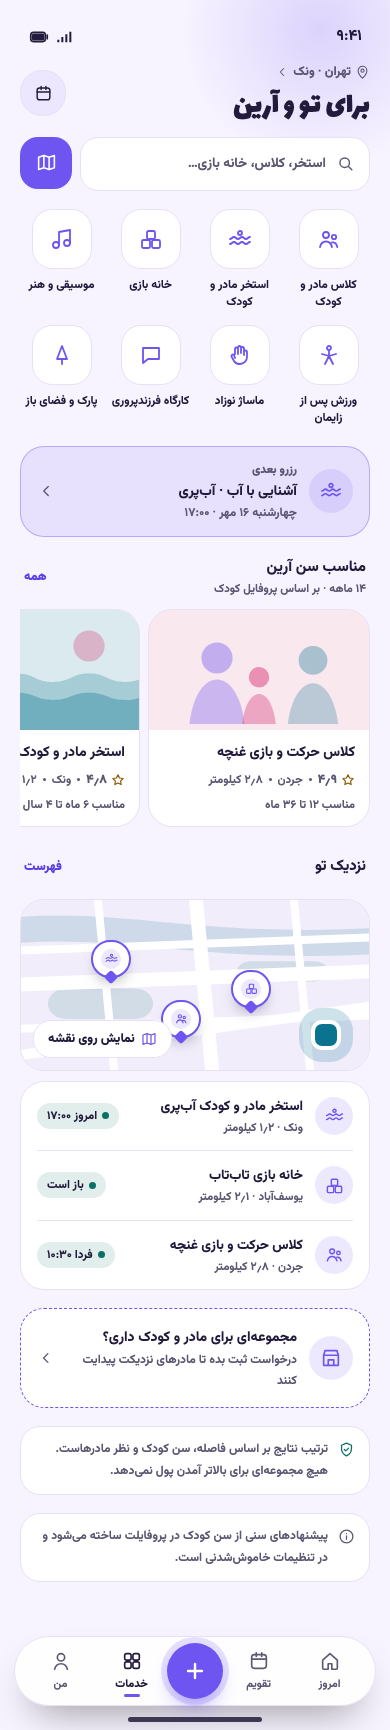 ۹:۴۱
تهران · ونک
برای تو و آرین
استخر، کلاس، خانه بازی…
کلاس مادر و کودک
استخر مادر و کودک
خانه بازی
موسیقی و هنر
ورزش پس از زایمان
ماساژ نوزاد
کارگاه فرزندپروری
پارک و فضای باز
رزرو بعدی
آشنایی با آب · آب‌پری
چهارشنبه ۱۶ مهر · ۱۷:۰۰
مناسب سن آرین
همه
۱۴ ماهه · بر اساس پروفایل کودک
کلاس حرکت و بازی غنچه
۴٫۹ • جردن • ۲٫۸ کیلومتر
مناسب ۱۲ تا ۳۶ ماه
استخر مادر و کودک
۴٫۸ • ونک • ۱٫۲
مناسب ۶ ماه تا ۴ سال
نزدیک تو
فهرست
نمایش روی نقشه
استخر مادر و کودک آب‌پری
ونک · ۱٫۲ کیلومتر
امروز ۱۷:۰۰
خانه بازی تاب‌تاب
یوسف‌آباد · ۲٫۱ کیلومتر
باز است
کلاس حرکت و بازی غنچه
جردن · ۲٫۸ کیلومتر
فردا ۱۰:۳۰
مجموعه‌ای برای مادر و کودک داری؟
درخواست ثبت بده تا مادرهای نزدیکت پیدایت
کنند
ترتیب نتایج بر اساس فاصله، سن کودک و نظر مادرهاست.
هیچ مجموعه‌ای برای بالاتر آمدن پول نمی‌دهد.
پیشنهادهای سنی از سن کودک در پروفایلت ساخته می‌شود و
در تنظیمات خاموش‌شدنی است.
امروز
تقویم
خدمات
من